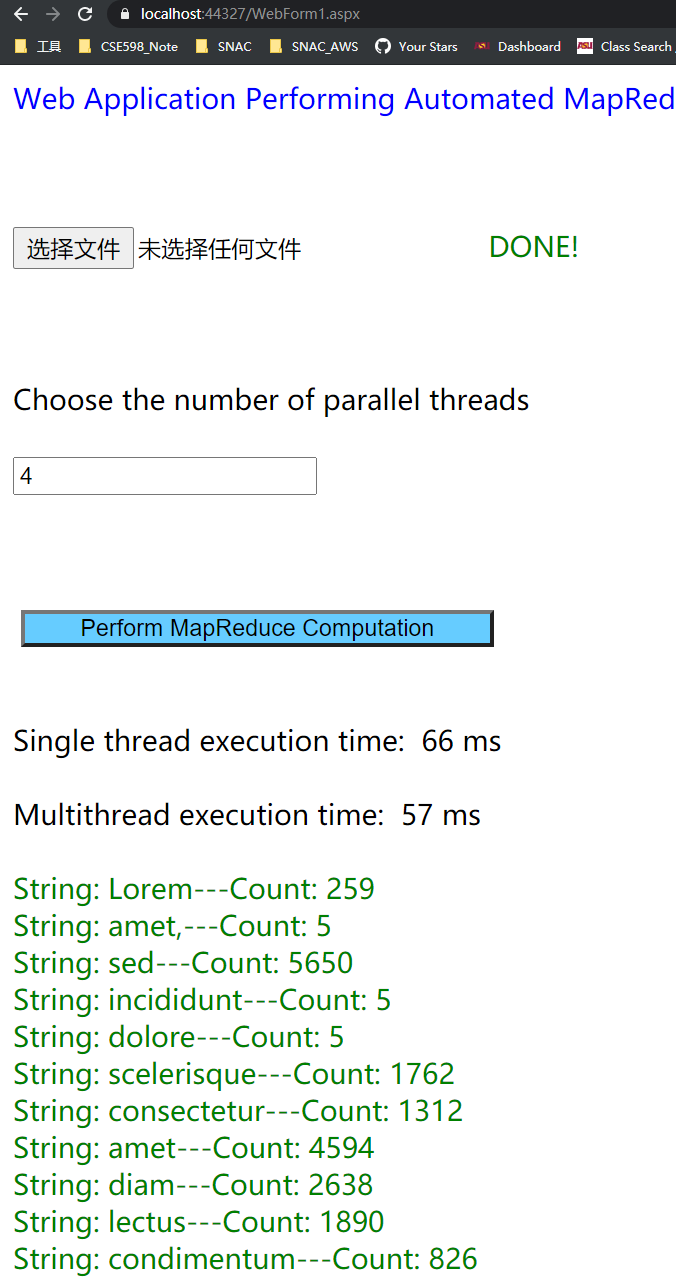 localhost:44327/WebForm1.aspx
工具 CSE598_Note SNAC SNAC_AWS Your Stars ASU Dashboard Class Search
Web Application Performing Automated MapRed
选择文件 未选择任何文件 DONE!
Choose the number of parallel threads
4
Perform MapReduce Computation
Single thread execution time: 66 ms
Multithread execution time: 57 ms
String: Lorem---Count: 259
String: amet,---Count: 5
String: sed---Count: 5650
String: incididunt---Count: 5
String: dolore---Count: 5
String: scelerisque---Count: 1762
String: consectetur---Count: 1312
String: amet---Count: 4594
String: diam---Count: 2638
String: lectus---Count: 1890
String: condimentum---Count: 826